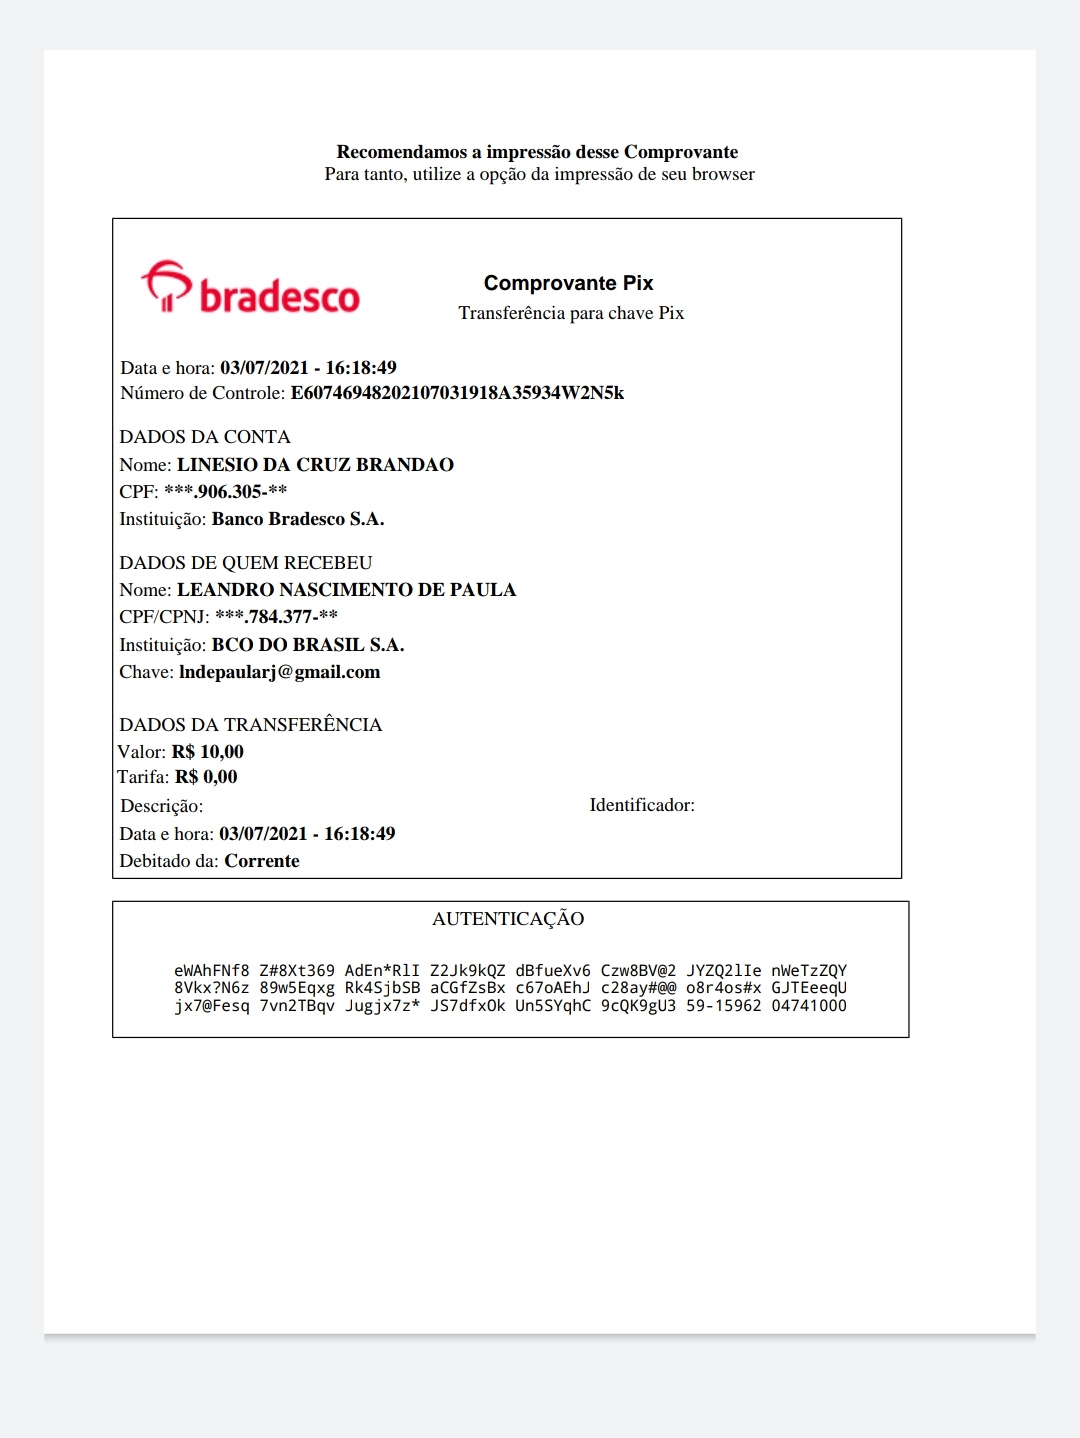 Recomendamos a impressão desse Comprovante
Para tanto, utilize a opção da impressão de seu browser
bradesco
Comprovante Pix
Transferência para chave Pix
Data e hora: 03/07/2021 - 16:18:49
Número de Controle: E60746948202107031918A35934W2N5k
DADOS DA CONTA
Nome: LINESIO DA CRUZ BRANDAO
CPF: ***.906.305-**
Instituição: Banco Bradesco S.A.
DADOS DE QUEM RECEBEU
Nome: LEANDRO NASCIMENTO DE PAULA
CPF/CPNJ: ***.784.377-**
Instituição: BCO DO BRASIL S.A.
Chave: lndepaularj@gmail.com
DADOS DA TRANSFERÊNCIA
Valor: R$ 10,00
Tarifa: R$ 0,00
Descrição: Identificador:
Data e hora: 03/07/2021 - 16:18:49
Debitado da: Corrente
AUTENTICAÇÃO
eWAhFNf8 Z#8Xt369 AdEn*RlI Z2Jk9kQZ dBfueXv6 Czw8BV@2 JYZQ2lIe nWeTzZQY
8Vkx?N6z 89w5Eqxg Rk4SjbSB aCGfZsBx c67oAEhJ c28ay#@@ o8r4os#x GJTEeeqU
jx7@Fesq 7vn2TBqv Jugjx7z* JS7dfxOk Un5SYqhC 9cQK9gU3 59-15962 04741000